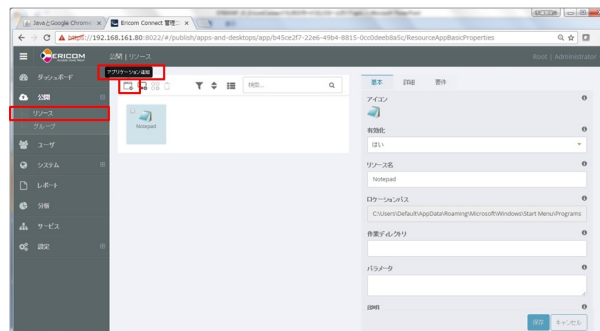 JavaとGoogle Chrome
Ericom Connect 管理
https://192.168.161.80:8022/#/publish/apps-and-desktops/app/b45ce2f7-22e6-49b4-8815-0cc0deeb8a5c/ResourceAppBasicProperties
ERICOM
公開 | リソース
Root | Administrator
アプリケーション追加
ダッシュボード
公開
リソース
グループ
ユーザ
システム
レポート
分析
サービス
設定
検索...
Notepad
基本 詳細 要件
アイコン
有効化
はい
リソース名
Notepad
ロケーションパス
C:\Users\Default\AppData\Roaming\Microsoft\Windows\Start Menu\Programs
作業ディレクトリ
パラメータ
説明
保存 キャンセル